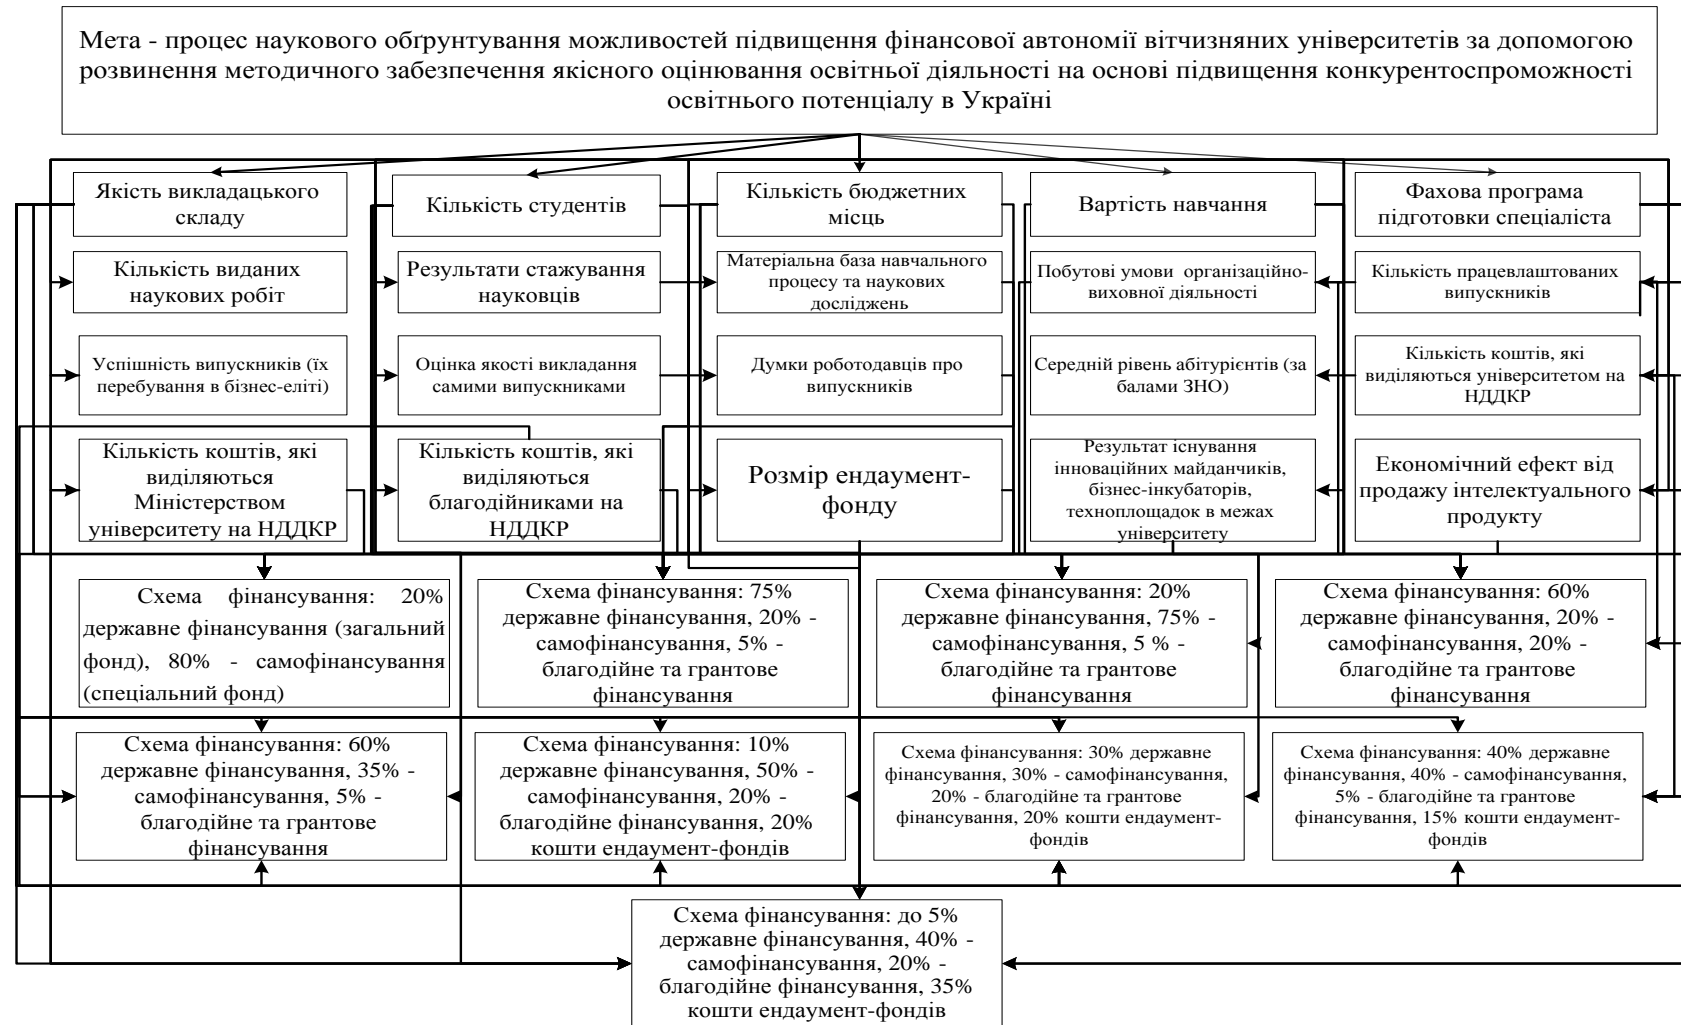 Мета - процес наукового обґрунтування можливостей підвищення фінансової автономії вітчизняних університетів за допомогою
розвинення методичного забезпечення якісного оцінювання освітньої діяльності на основі підвищення конкурентоспроможності
освітнього потенціалу в Україні
Якість викладацького
складу
Кількість студентів
Кількість бюджетних
місць
Вартість навчання
Фахова програма
підготовки спеціаліста
Кількість виданих
наукових робіт
Результати стажування
науковців
Матеріальна база навчального
процесу та наукових
досліджень
Побутові умови організаційно-
виховної діяльності
Кількість працевлаштованих
випускників
Успішність випускників (їх
перебування в бізнес-еліті)
Оцінка якості викладання
самими випускниками
Думки роботодавців про
випускників
Середній рівень абітурієнтів (за
балами ЗНО)
Кількість коштів, які
виділяються університетом на
НДДКР
Кількість коштів, які
виділяються
Міністерством
університету на НДДКР
Кількість коштів, які
виділяються
благодійниками на
НДДКР
Розмір ендаумент-
фонду
Результат існування
інноваційних майданчиків,
бізнес-інкубаторів,
техноплощадок в межах
університету
Економічний ефект від
продажу інтелектуального
продукту
Схема фінансування: 20%
державне фінансування (загальний
фонд), 80% - самофінансування
(спеціальний фонд)
Схема фінансування: 75%
державне фінансування, 20% -
самофінансування, 5% -
благодійне та грантове
фінансування
Схема фінансування: 20%
державне фінансування, 75% -
самофінансування, 5 % -
благодійне та грантове
фінансування
Схема фінансування: 60%
державне фінансування, 20% -
самофінансування, 20% -
благодійне та грантове
фінансування
Схема фінансування: 60%
державне фінансування, 35% -
самофінансування, 5% -
благодійне та грантове
фінансування
Схема фінансування: 10%
державне фінансування, 50% -
самофінансування, 20% -
благодійне фінансування, 20%
кошти ендаумент-фондів
Схема фінансування: 30% державне
фінансування, 30% - самофінансування,
20% - благодійне та грантове
фінансування, 20% кошти ендаумент-
фондів
Схема фінансування: 40% державне
фінансування, 40% - самофінансування,
5% - благодійне та грантове
фінансування, 15% кошти ендаумент-
фондів
Схема фінансування: до 5%
державне фінансування, 40% -
самофінансування, 20% -
благодійне фінансування, 35%
кошти ендаумент-фондів